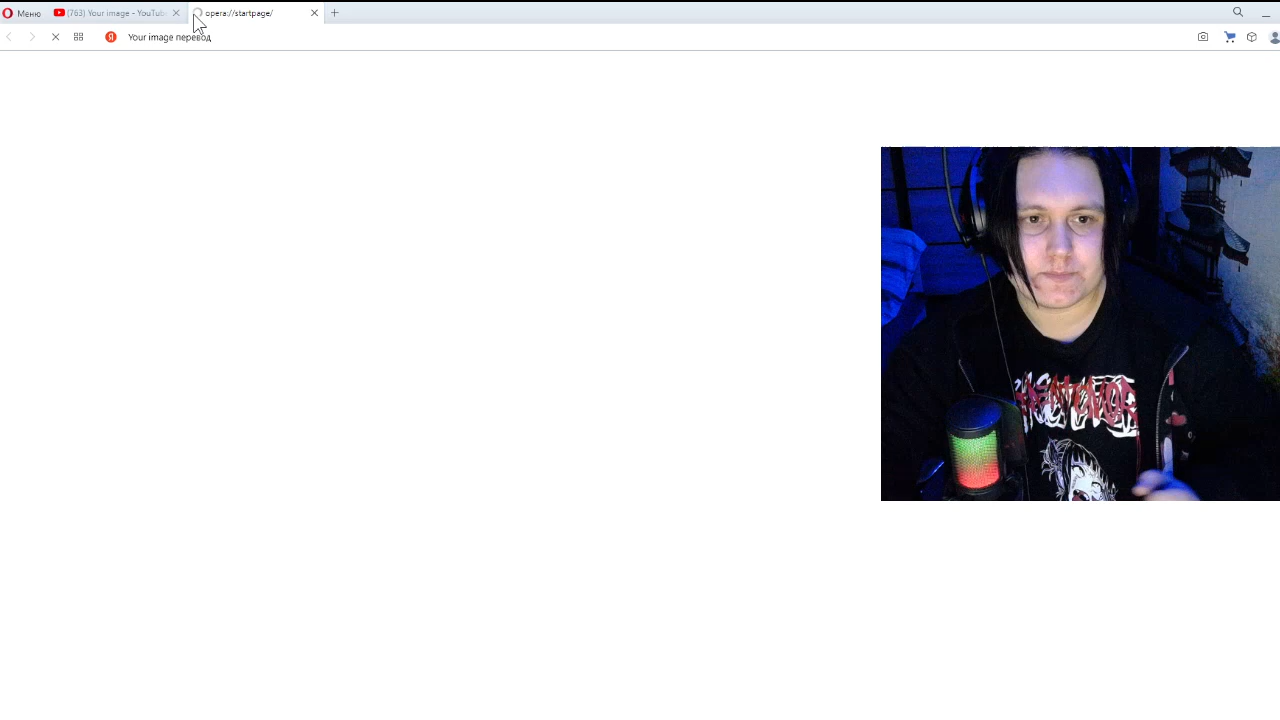 Меню
(763) Your image - YouTub
opera://startpage/
Я
Your image перевод